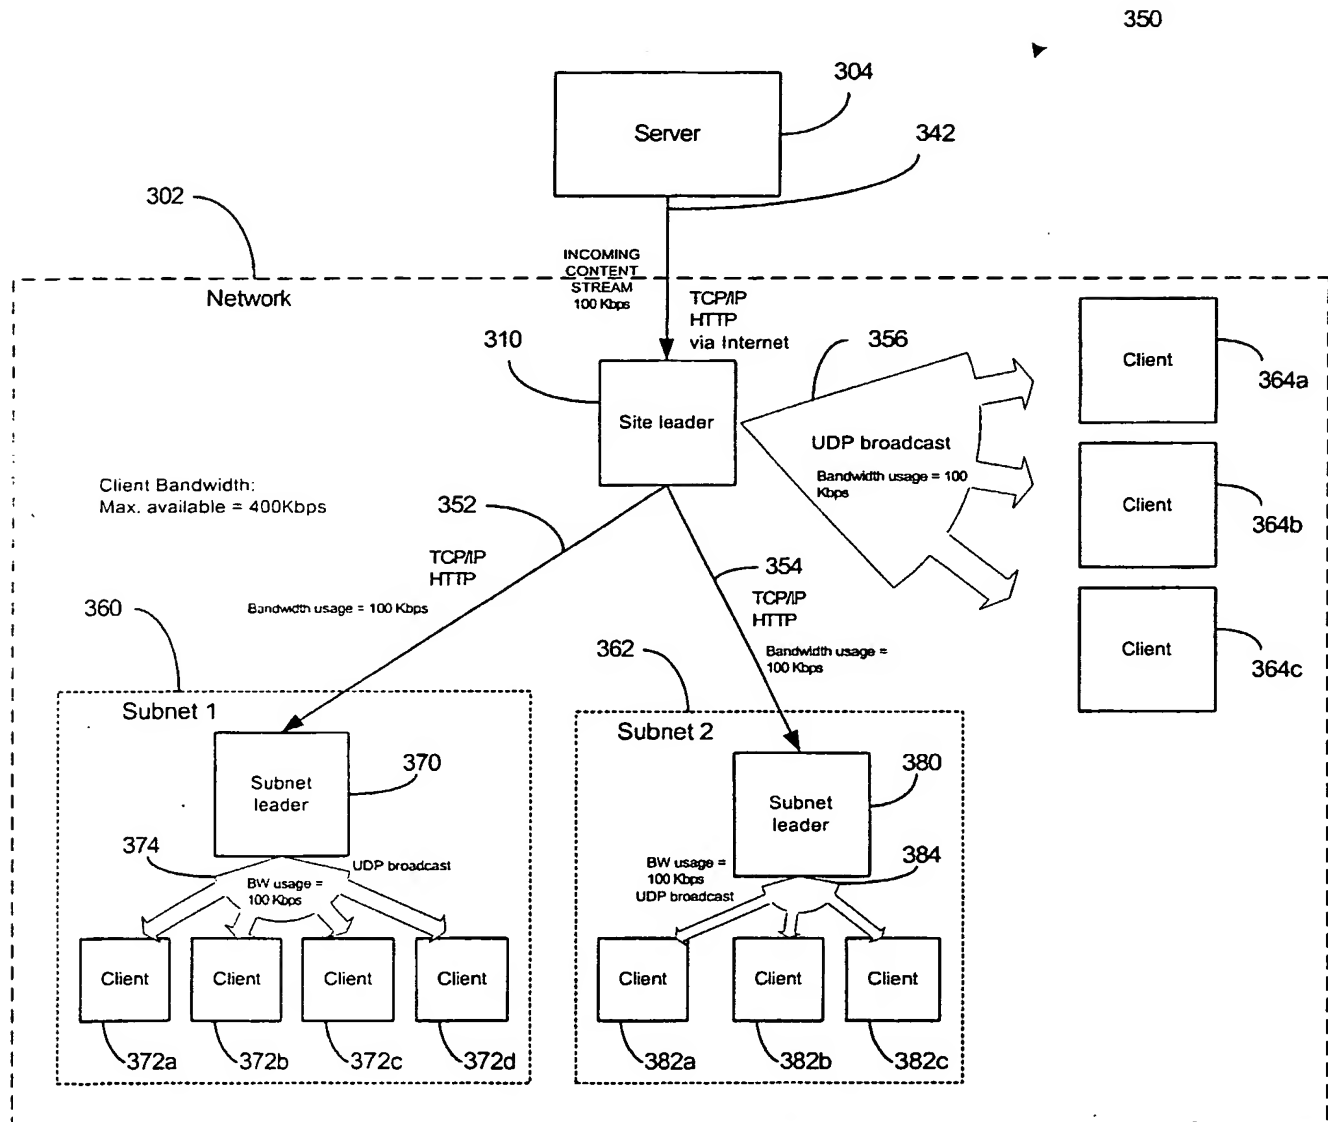 350
304
Server
342
302
INCOMING
CONTENT
STREAM
100 Kbps
Network
TCP/IP
HTTP
via Internet
310
356
Client
364a
Site leader
UDP broadcast
Bandwidth usage = 100
Kbps
Client Bandwidth:
Max. available = 400Kbps
352
Client
364b
TCP/IP
HTTP
354
TCP/IP
HTTP
360
Bandwidth usage = 100 Kbps
362
Bandwidth usage =
100 Kbps
Client
364c
Subnet 1
Subnet 2
370
380
Subnet
leader
Subnet
leader
374
UDP broadcast
BW usage =
100 Kbps
BW usage =
100 Kbps
UDP broadcast
384
Client
Client
Client
Client
Client
Client
Client
372a
372b
372c
372d
382a
382b
382c